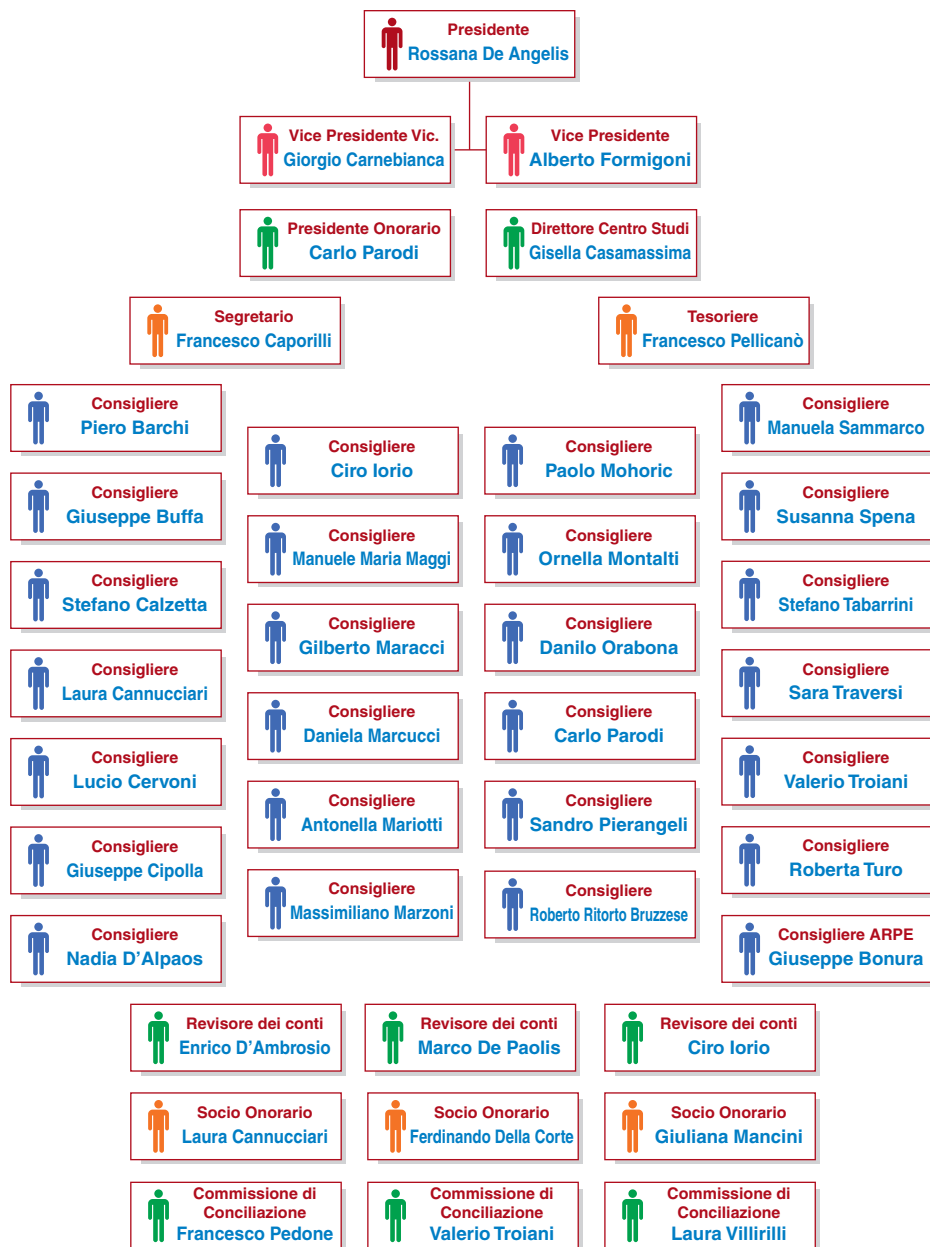 Presidente
Rossana De Angelis
Vice Presidente Vic.
Giorgio Carnebianca
Vice Presidente
Alberto Formigoni
Presidente Onorario
Carlo Parodi
Direttore Centro Studi
Gisella Casamassima
Segretario
Francesco Caporilli
Tesoriere
Francesco Pellicanò
Consigliere
Piero Barchi
Consigliere
Giuseppe Buffa
Consigliere
Stefano Calzetta
Consigliere
Laura Cannucciari
Consigliere
Lucio Cervoni
Consigliere
Giuseppe Cipolla
Consigliere
Nadia D'Alpaos
Consigliere
Ciro Iorio
Consigliere
Manuele Maria Maggi
Consigliere
Gilberto Maracci
Consigliere
Daniela Marcucci
Consigliere
Antonella Mariotti
Consigliere
Massimiliano Marzoni
Consigliere
Paolo Mohoric
Consigliere
Ornella Montalti
Consigliere
Danilo Orabona
Consigliere
Carlo Parodi
Consigliere
Sandro Pierangeli
Consigliere
Roberto Ritorto Bruzzese
Consigliere
Manuela Sammarco
Consigliere
Susanna Spena
Consigliere
Stefano Tabarrini
Consigliere
Sara Traversi
Consigliere
Valerio Troiani
Consigliere
Roberta Turo
Consigliere ARPE
Giuseppe Bonura
Revisore dei conti
Enrico D'Ambrosio
Revisore dei conti
Marco De Paolis
Revisore dei conti
Ciro Iorio
Socio Onorario
Laura Cannucciari
Socio Onorario
Ferdinando Della Corte
Socio Onorario
Giuliana Mancini
Commissione di
Conciliazione
Francesco Pedone
Commissione di
Conciliazione
Valerio Troiani
Commissione di
Conciliazione
Laura Villirilli